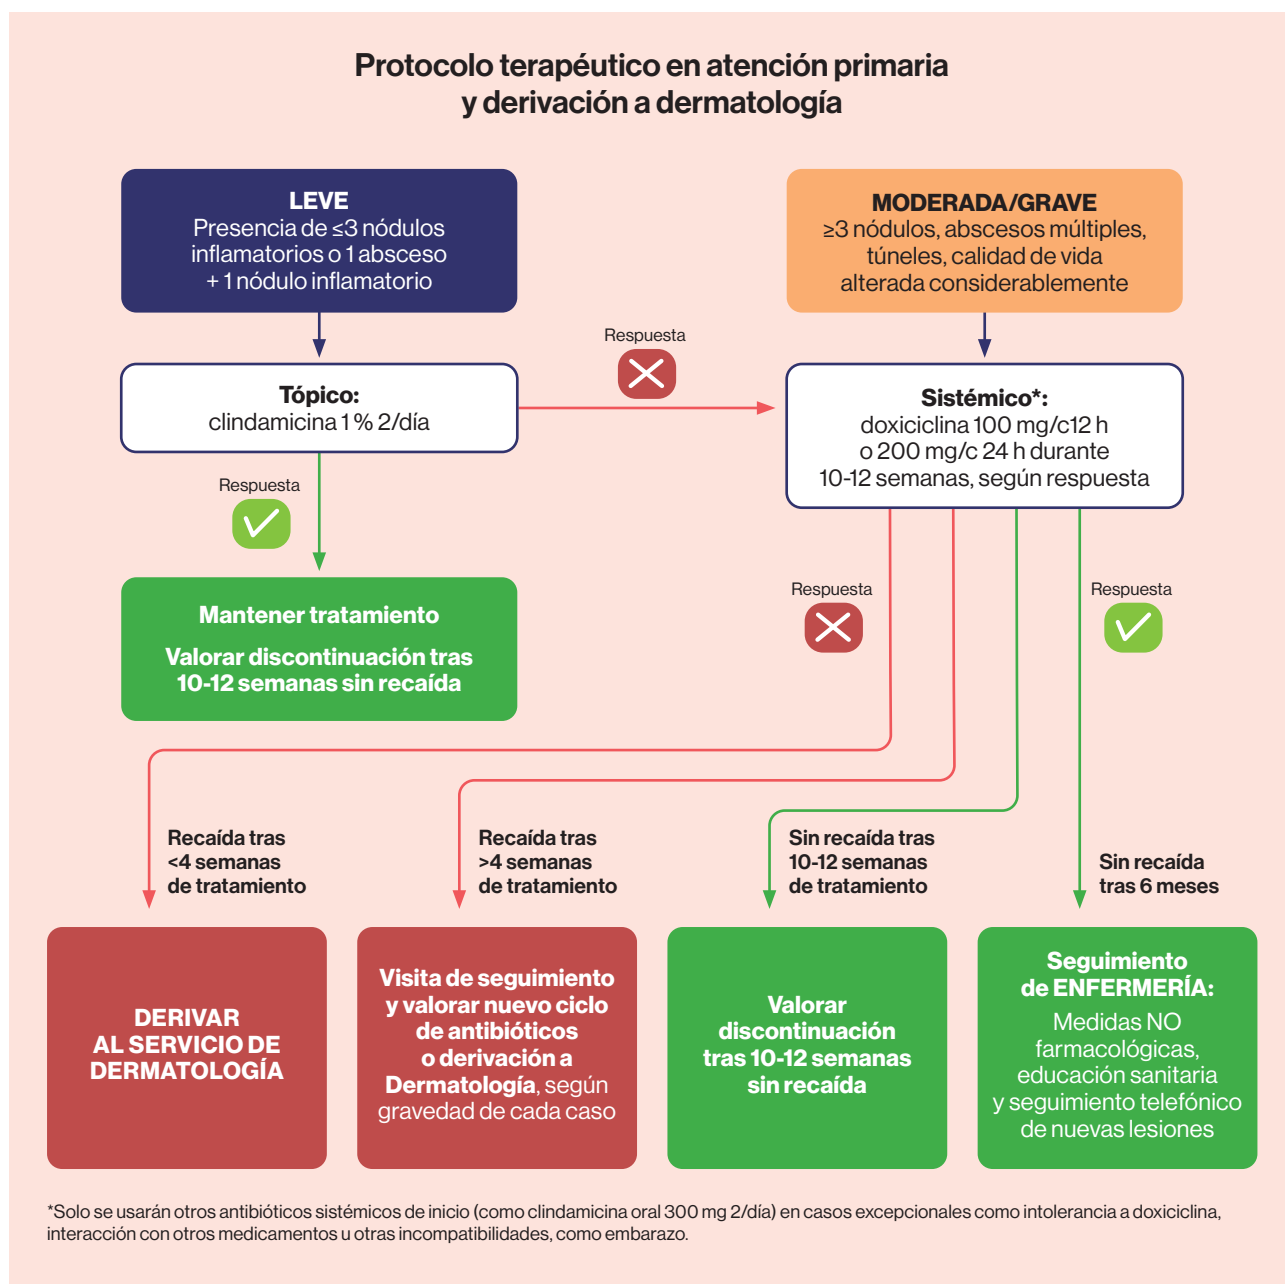 Protocolo terapéutico en atención primaria
y derivación a dermatología
LEVE
Presencia de ≤3 nódulos
inflamatorios o 1 absceso
+ 1 nódulo inflamatorio
MODERADA/GRAVE
≥3 nódulos, abscesos múltiples,
túneles, calidad de vida
alterada considerablemente
Respuesta
Tópico:
clindamicina 1 % 2/día
Sistémico*:
doxiciclina 100 mg/c12 h
o 200 mg/c 24 h durante
10-12 semanas, según respuesta
Respuesta
Mantener tratamiento
Valorar discontinuación tras
10-12 semanas sin recaída
Respuesta
Respuesta
Recaída tras
<4 semanas
de tratamiento
Recaída tras
>4 semanas
de tratamiento
Sin recaída tras
10-12 semanas
de tratamiento
Sin recaída
tras 6 meses
DERIVAR
AL SERVICIO DE
DERMATOLOGÍA
Visita de seguimiento
y valorar nuevo ciclo
de antibióticos
o derivación a
Dermatología, según
gravedad de cada caso
Valorar
discontinuación
tras 10-12 semanas
sin recaída
Seguimiento
de ENFERMERÍA:
Medidas NO
farmacológicas,
educación sanitaria
y seguimiento telefónico
de nuevas lesiones
*Solo se usarán otros antibióticos sistémicos de inicio (como clindamicina oral 300 mg 2/día) en casos excepcionales como intolerancia a doxiciclina,
interacción con otros medicamentos u otras incompatibilidades, como embarazo.